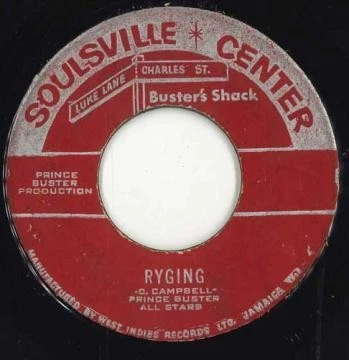 SOULSVILLE * CENTER
CHARLES ST.
LUKE LANE
Buster's Shack
PRINCE
BUSTER
PRODUCTION
RYGING
-C. CAMPBELL-
PRINCE BUSTER
ALL STARS
MANUFACTURED BY WEST INDIES RECORDS LTD. JAMAICA W.I.